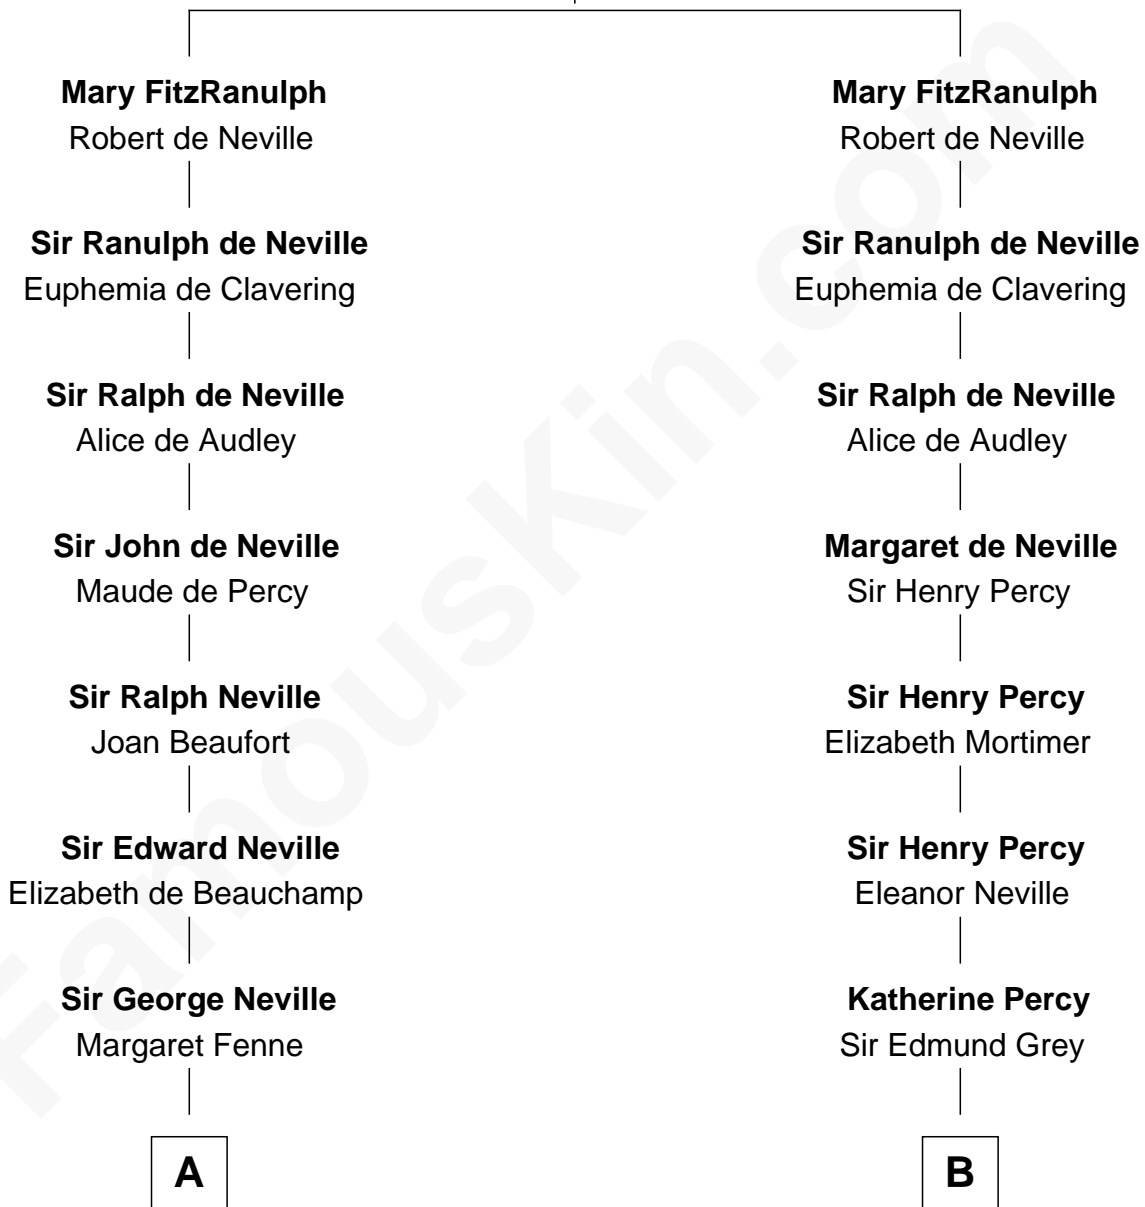 Mary FitzRanulph
Robert de Neville
Sir Ranulph de Neville
Euphemia de Clavering
Sir Ralph de Neville
Alice de Audley
Sir John de Neville
Maude de Percy
Sir Ralph Neville
Joan Beaufort
Sir Edward Neville
Elizabeth de Beauchamp
Sir George Neville
Margaret Fenne
A
Mary FitzRanulph
Robert de Neville
Sir Ranulph de Neville
Euphemia de Clavering
Sir Ralph de Neville
Alice de Audley
Margaret de Neville
Sir Henry Percy
Sir Henry Percy
Elizabeth Mortimer
Sir Henry Percy
Eleanor Neville
Katherine Percy
Sir Edmund Grey
B
FamousKin.com